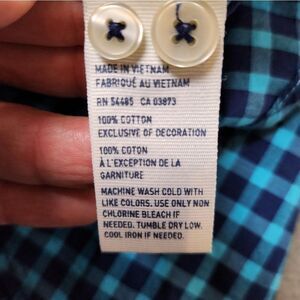 MADE IN VIETNAM
FABRIQUÉ AU VIETNAM
RN 54485 CA 03873
100% COTTON
EXCLUSIVE OF DECORATION
100% COTON
À L'EXCEPTION DE LA
GARNITURE
MACHINE WASH COLD WITH
LIKE COLORS. USE ONLY NON
CHLORINE BLEACH IF
NEEDED. TUMBLE DRY LOW.
COOL IRON IF NEEDED.